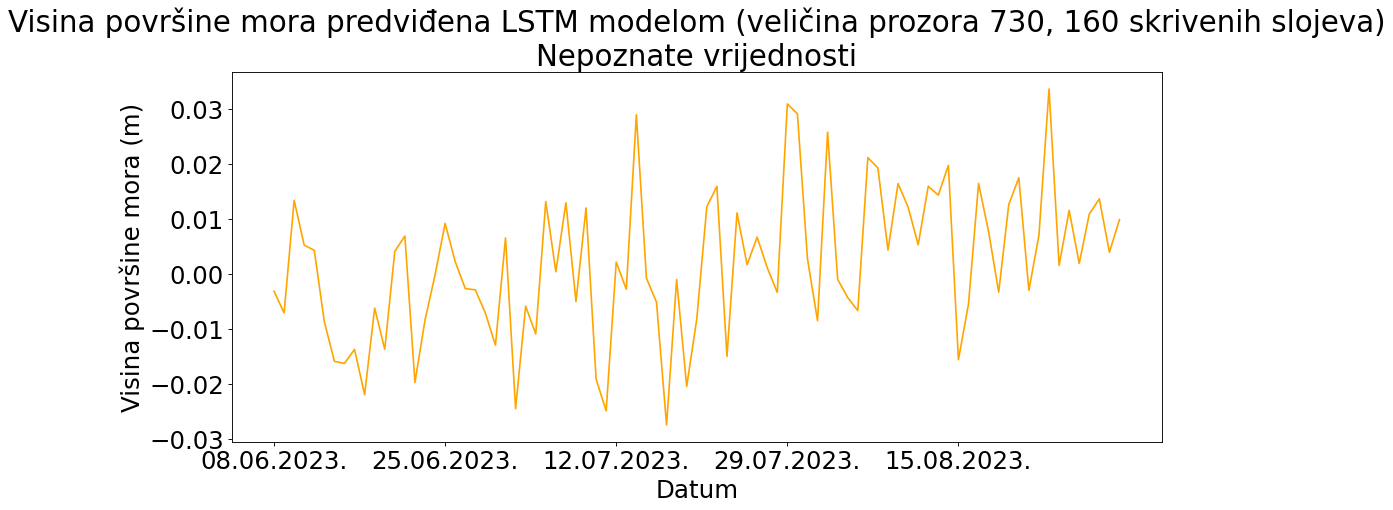 Visina površine mora predviđena LSTM modelom (veličina prozora 730, 160 skrivenih slojeva)
Nepoznate vrijednosti
Visina površine mora (m)
0.03
0.02
0.01
0.00
−0.01
−0.02
−0.03
08.06.2023. 25.06.2023. 12.07.2023. 29.07.2023. 15.08.2023.
Datum